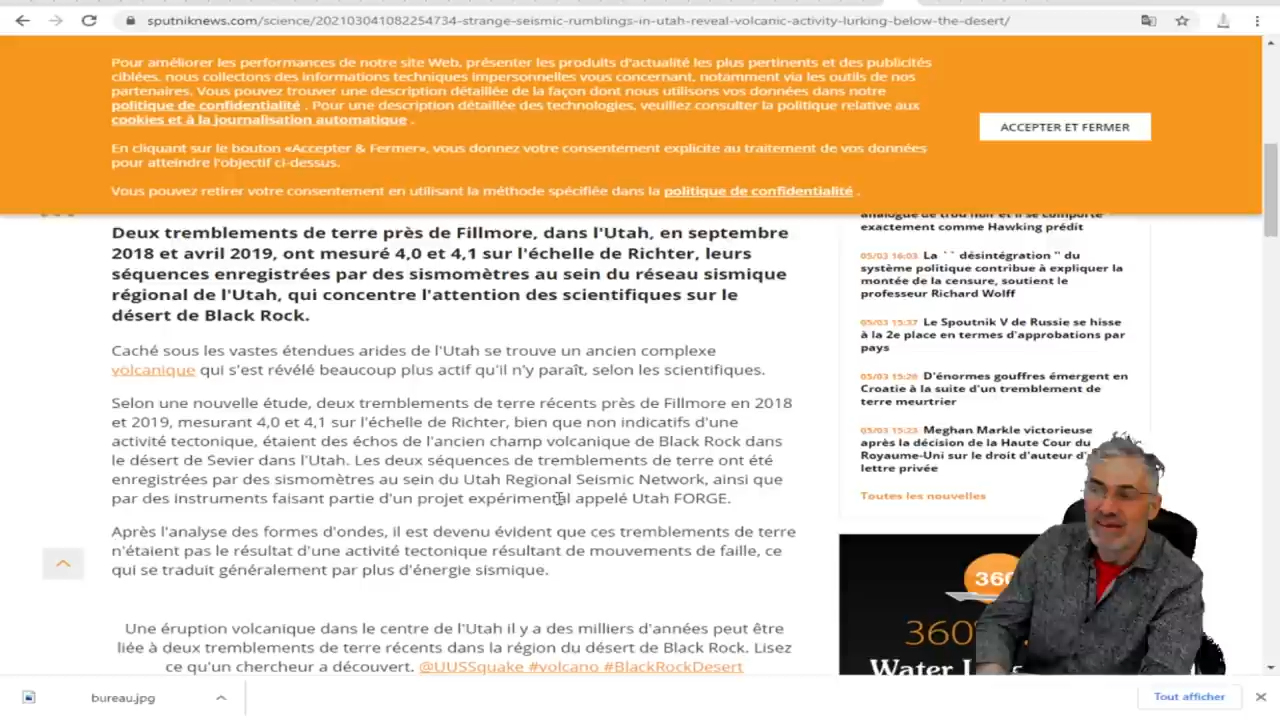 sputniknews.com/science/202103041082254734-strange-seismic-rumblings-in-utah-reveal-volcanic-activity-lurking-below-the-desert/
Pour améliorer les performances de notre site Web, présenter les produits d'actualité les plus pertinents et des publicités
ciblées, nous collectons des informations techniques impersonnelles vous concernant, notamment via les outils de nos
partenaires. Vous pouvez trouver une description détaillée de la façon dont nous utilisons vos données dans notre
politique de confidentialité . Pour une description détaillée des technologies, veuillez consulter la politique relative aux
cookies et à la journalisation automatique .
En cliquant sur le bouton «Accepter & Fermer», vous donnez votre consentement explicite au traitement de vos données
pour atteindre l'objectif ci-dessus.
Vous pouvez retirer votre consentement en utilisant la méthode spécifiée dans la politique de confidentialité .
ACCEPTER ET FERMER
Deux tremblements de terre près de Fillmore, dans l'Utah, en septembre
2018 et avril 2019, ont mesuré 4,0 et 4,1 sur l'échelle de Richter, leurs
séquences enregistrées par des sismomètres au sein du réseau sismique
régional de l'Utah, qui concentre l'attention des scientifiques sur le
désert de Black Rock.
Caché sous les vastes étendues arides de l'Utah se trouve un ancien complexe
volcanique qui s'est révélé beaucoup plus actif qu'il n'y paraît, selon les scientifiques.
Selon une nouvelle étude, deux tremblements de terre récents près de Fillmore en 2018
et 2019, mesurant 4,0 et 4,1 sur l'échelle de Richter, bien que non indicatifs d'une
activité tectonique, étaient des échos de l'ancien champ volcanique de Black Rock dans
le désert de Sevier dans l'Utah. Les deux séquences de tremblements de terre ont été
enregistrées par des sismomètres au sein du Utah Regional Seismic Network, ainsi que
par des instruments faisant partie d'un projet expérimental appelé Utah FORGE.
Après l'analyse des formes d'ondes, il est devenu évident que ces tremblements de terre
n'étaient pas le résultat d'une activité tectonique résultant de mouvements de faille, ce
qui se traduit généralement par plus d'énergie sismique.
Une éruption volcanique dans le centre de l'Utah il y a des milliers d'années peut être
liée à deux tremblements de terre récents dans la région du désert de Black Rock. Lisez
ce qu'un chercheur a découvert. @UUSSquake #volcano #BlackRockDesert
analogue de trou noir et il se comporte
exactement comme Hawking prédit
05/03 16:03 La `` désintégration '' du
système politique contribue à expliquer la
montée de la censure, soutient le
professeur Richard Wolff
05/03 15:37 Le Spoutnik V de Russie se hisse
à la 2e place en termes d'approbations par
pays
05/03 15:26 D'énormes gouffres émergent en
Croatie à la suite d'un tremblement de
terre meurtrier
05/03 15:23 Meghan Markle victorieuse
après la décision de la Haute Cour du
Royaume-Uni sur le droit d'auteur d'
lettre privée
Toutes les nouvelles
360
360
Water
bureau.jpg
Tout afficher